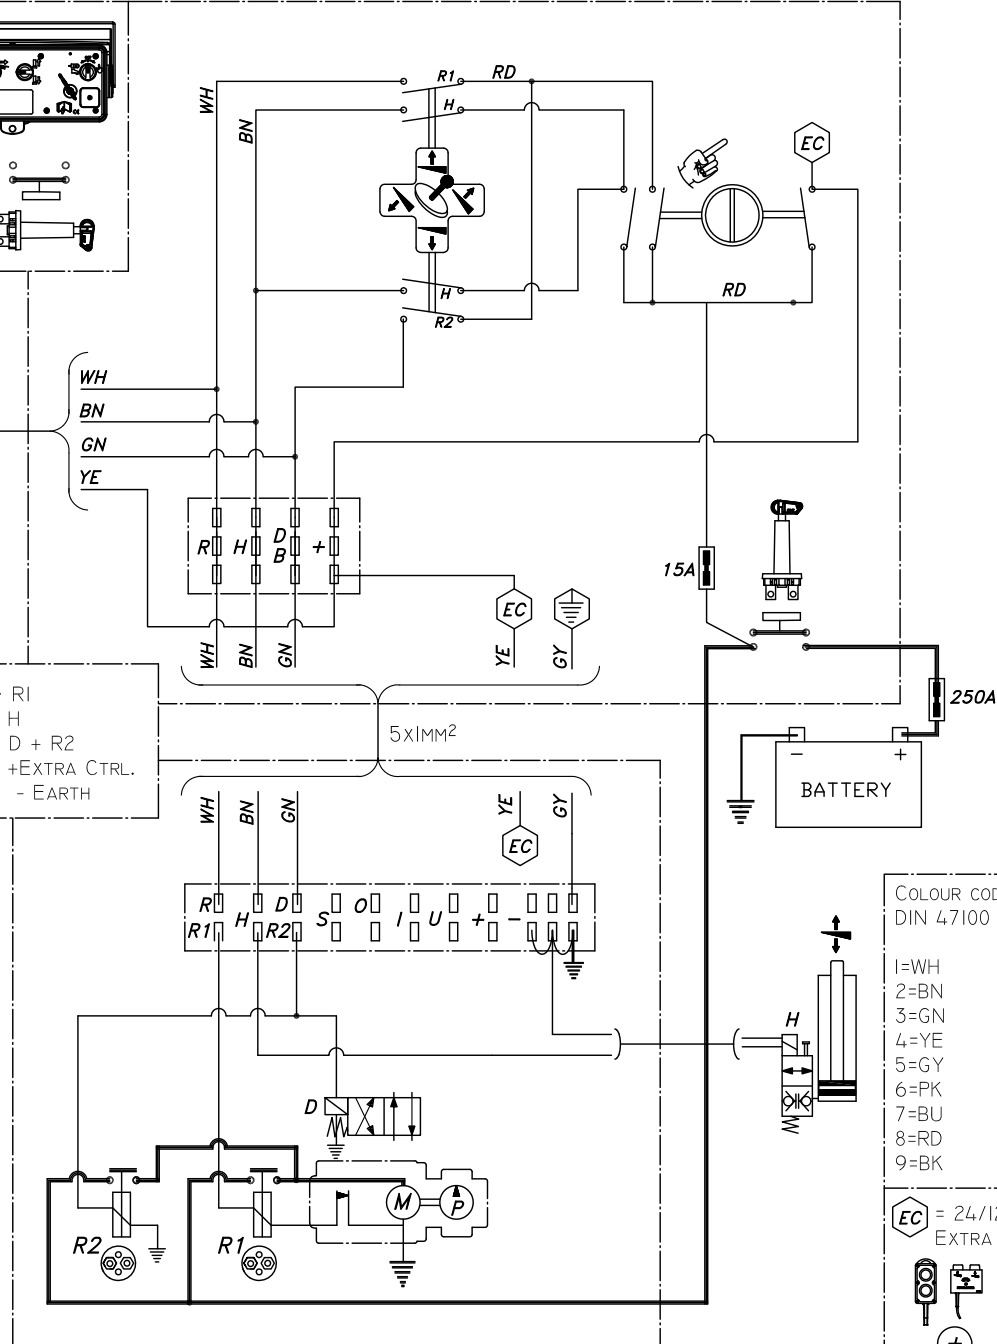 R1 RD
WH
H
BN
EC
H
RD
R2
WH
BN
GN
YE
R H D B +
15A
EC
WH BN GN YE GY
250A
R1
H
D + R2
+EXTRA CTRL.
- EARTH
5x1MM²
- +
BATTERY
WH BN GN YE GY
EC
R H D S O I U + -
R1 R2
COLOUR COD
DIN 47100
1=WH
2=BN
3=GN
4=YE
5=GY
6=PK
7=BU
8=RD
9=BK
H
D
M P
R2 R1
EC = 24/12
EXTRA
+